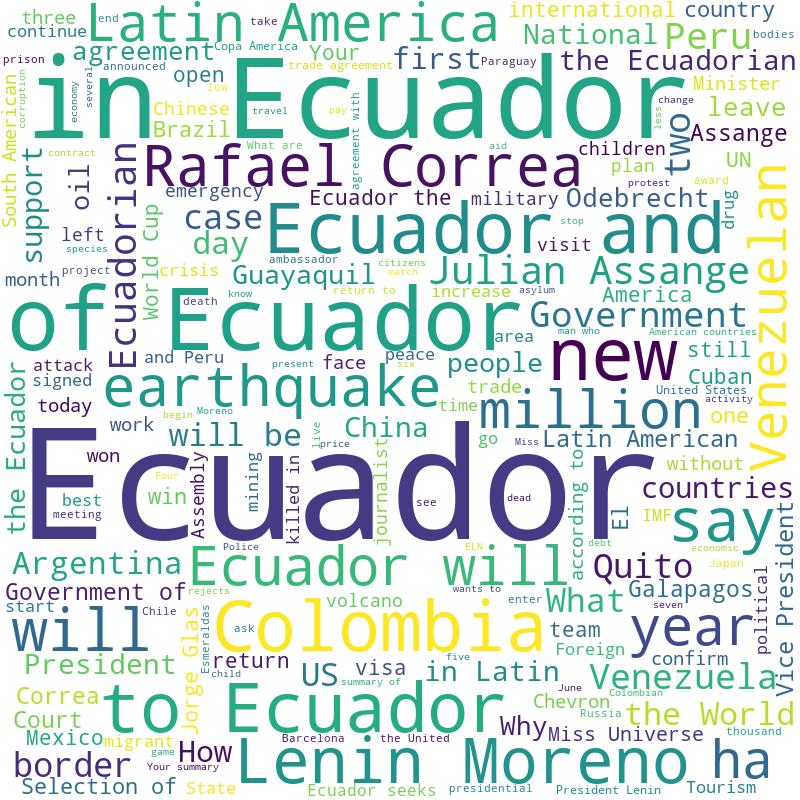 three
end
Latin America
take
international
country
continue
Copa America
National
Peru
agreement
Your
first
the Ecuadorian
prison
announced
open
trade agreement
Paraguay
bodies
South American
corruption
economy
several
low
Chinese
in Ecuador
Minister
change
leave
less
Brazil
travel
pay
What are
agreement with
two
Assange
support
oil
Ecuadorian
Rafael Correa
aid
children
UN
plan
emergency
Ecuador the
military
Odebrecht
protest
award
drug
contract
World Cup
case
Ecuador and
left
day
stop
visit
species
project
crisis
ambassador
citizens
match
Guayaquil
Julian Assange
month
death
know
return to
increase
asylum
America
Venezuelan
of Ecuador
area
Government
man who
American countries
and Peru
face
peace
people
new
still
attack
present
six
trade
Cuban
signed
earthquake
United States
activity
today
begin
Moreno
time
million
one
the Ecuador
work
will be
live
price
China
go
Miss
Latin American
won
Ecuador
without
Assembly
mining
killed in
journalist
according to
El
countries
best
win
Four
see
dead
meeting
IMF
say
Police
ELN
debt
economic
Japan
Argentina
Ecuador will
Quito
Vice President
Government of
rejects
wants to
What
Galapagos
seven
political
start
Chile
volcano
enter
will
Jorge Glas
Esmeraldas
Colombia
team
year
ask
Foreign
confirm
President
return
five
child
US
visa
in Latin
Venezuela
summary of
June
Colombian
Correa
Chevron
Court
to Ecuador
Russia
the World
thousand
Mexico
migrant
How
Barcelona
the United
Why
Miss Universe
border
game
Your summary
Lenin Moreno
ha
Selection of
State
Ecuador seeks
presidential
President Lenin
Tourism